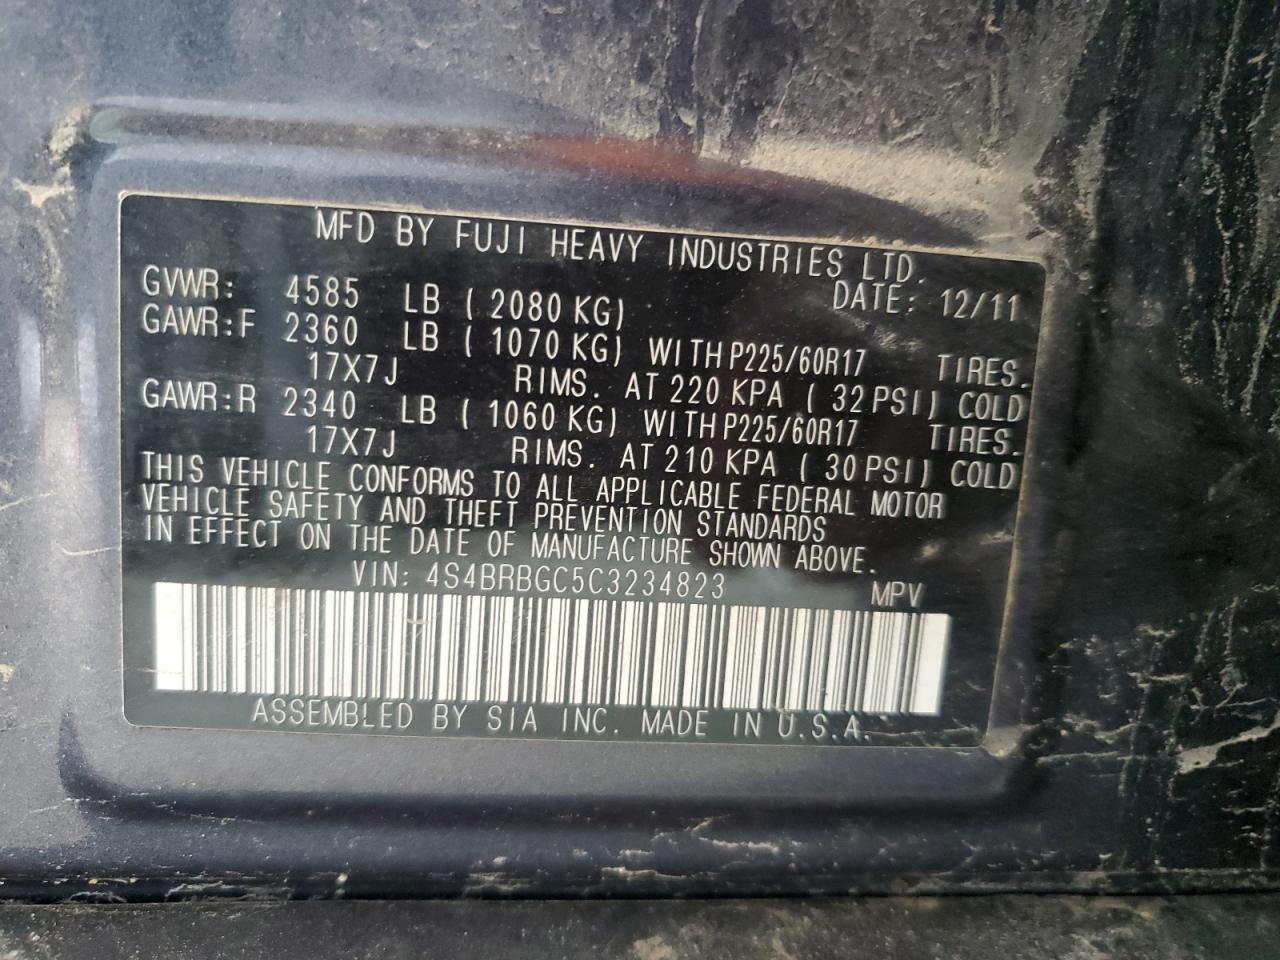 MFD BY FUJI HEAVY INDUSTRIES LTD.
DATE: 12/11
GVWR: 4585 LB ( 2080 KG)
GAWR:F 2360 LB ( 1070 KG) WITH P225/60R17 TIRES.
17X7J RIMS. AT 220 KPA ( 32 PSI) COLD
GAWR:R 2340 LB ( 1060 KG) WITH P225/60R17 TIRES.
17X7J RIMS. AT 210 KPA ( 30 PSI) COLD
THIS VEHICLE CONFORMS TO ALL APPLICABLE FEDERAL MOTOR
VEHICLE SAFETY AND THEFT PREVENTION STANDARDS
IN EFFECT ON THE DATE OF MANUFACTURE SHOWN ABOVE.
VIN: 4S4BRBGC5C3234823 MPV
ASSEMBLED BY SIA INC. MADE IN U.S.A.